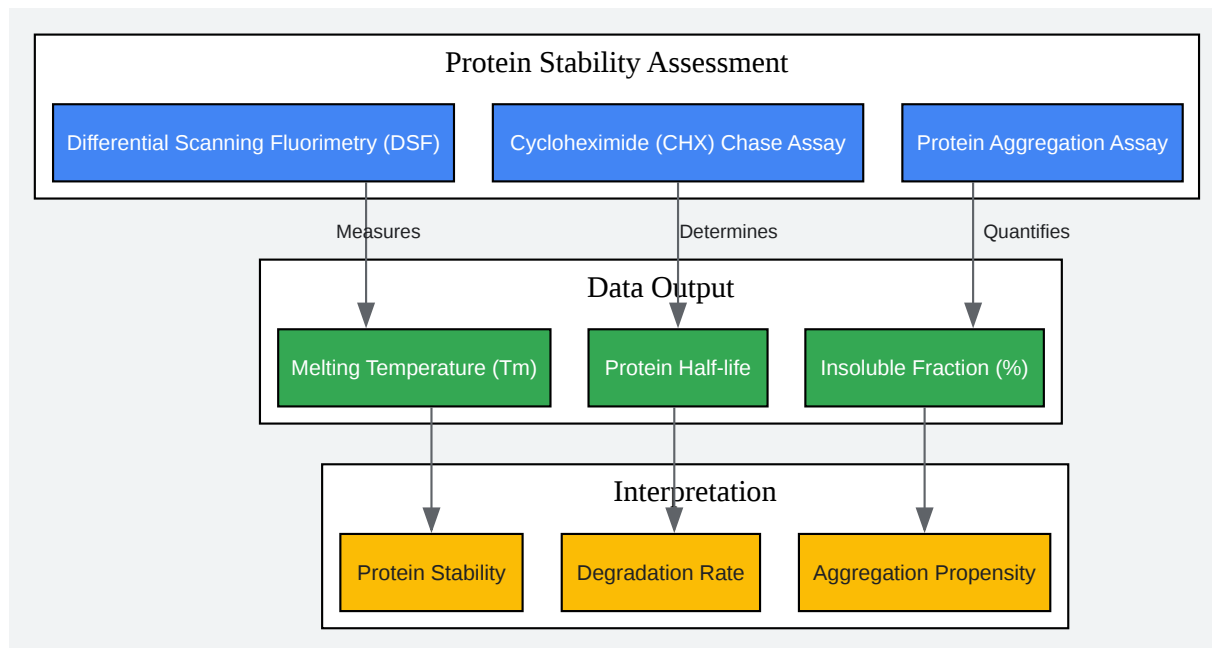 Protein Stability Assessment
Differential Scanning Fluorimetry (DSF)
Cycloheximide (CHX) Chase Assay
Protein Aggregation Assay
Measures
Determines
Quantifies
Data Output
Melting Temperature (Tm)
Protein Half-life
Insoluble Fraction (%)
Interpretation
Protein Stability
Degradation Rate
Aggregation Propensity